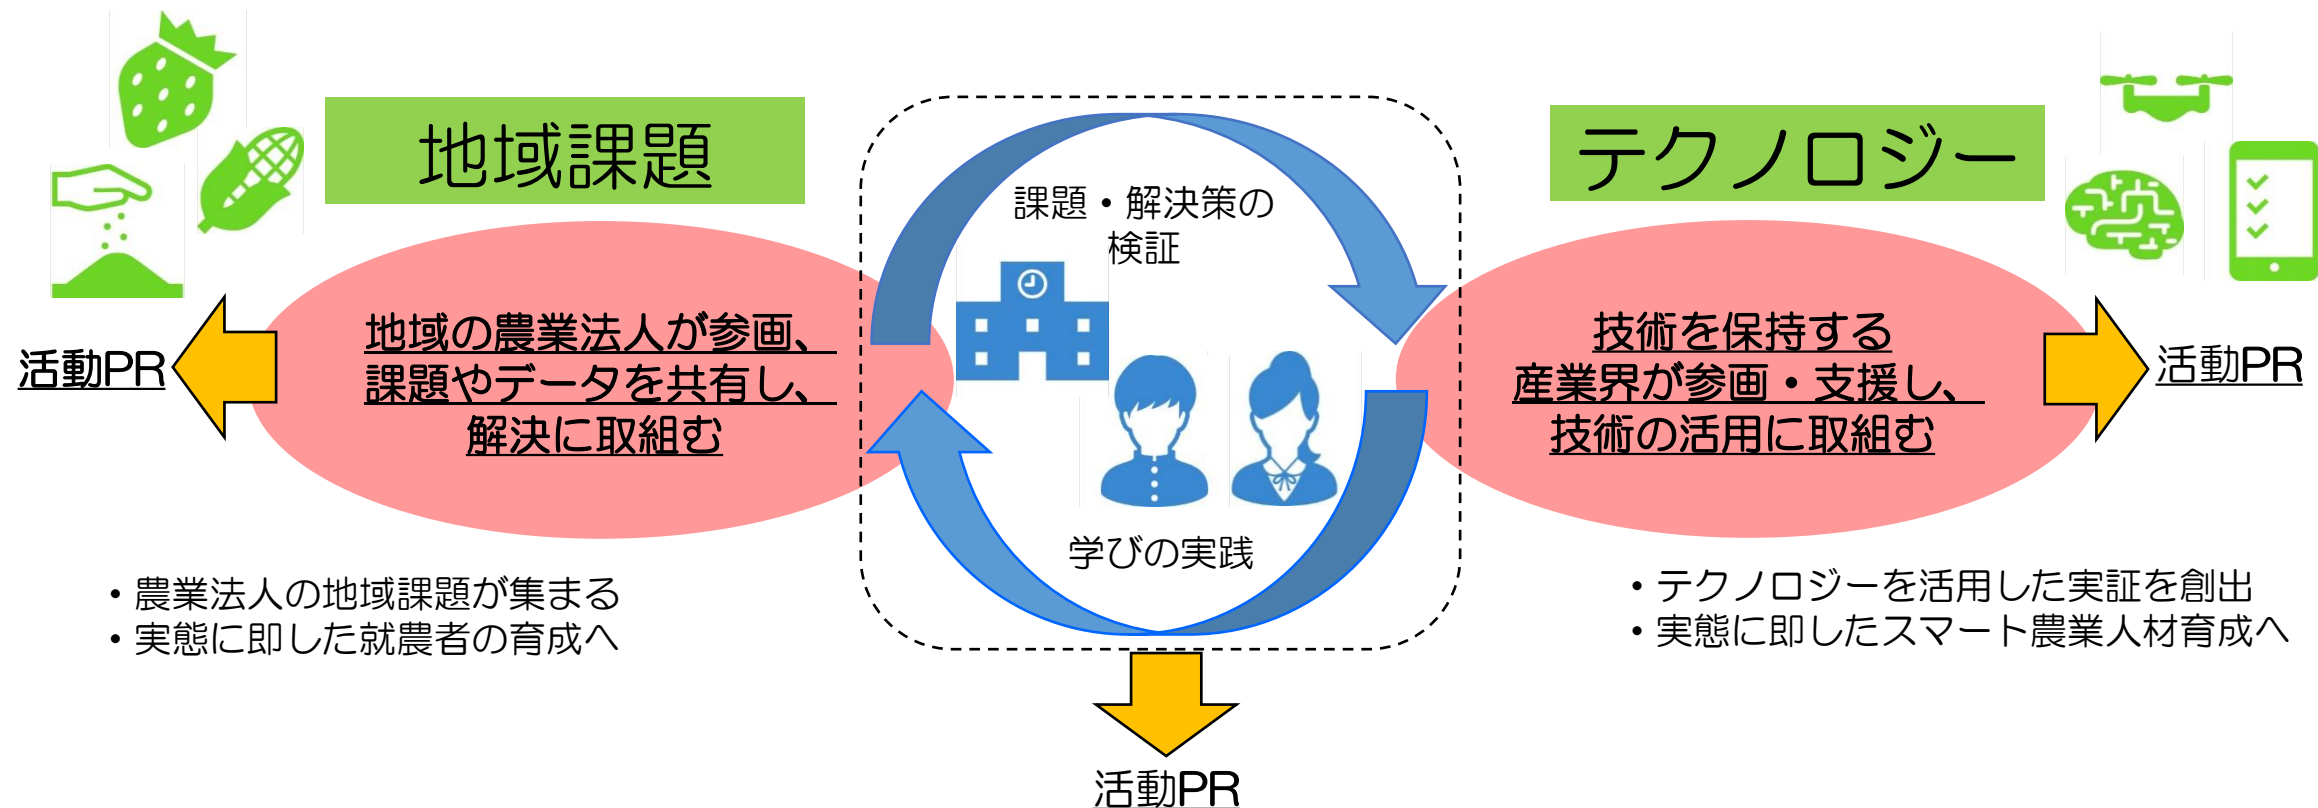 地域課題
地域の農業法人が参画、
課題やデータを共有し、
解決に取組む
活動PR
・農業法人の地域課題が集まる
・実態に即した就農者の育成へ
課題・解決策の
検証
学びの実践
活動PR
テクノロジー
技術を保持する
産業界が参画・支援し、
技術の活用に取組む
活動PR
・テクノロジーを活用した実証を創出
・実態に即したスマート農業人材育成へ